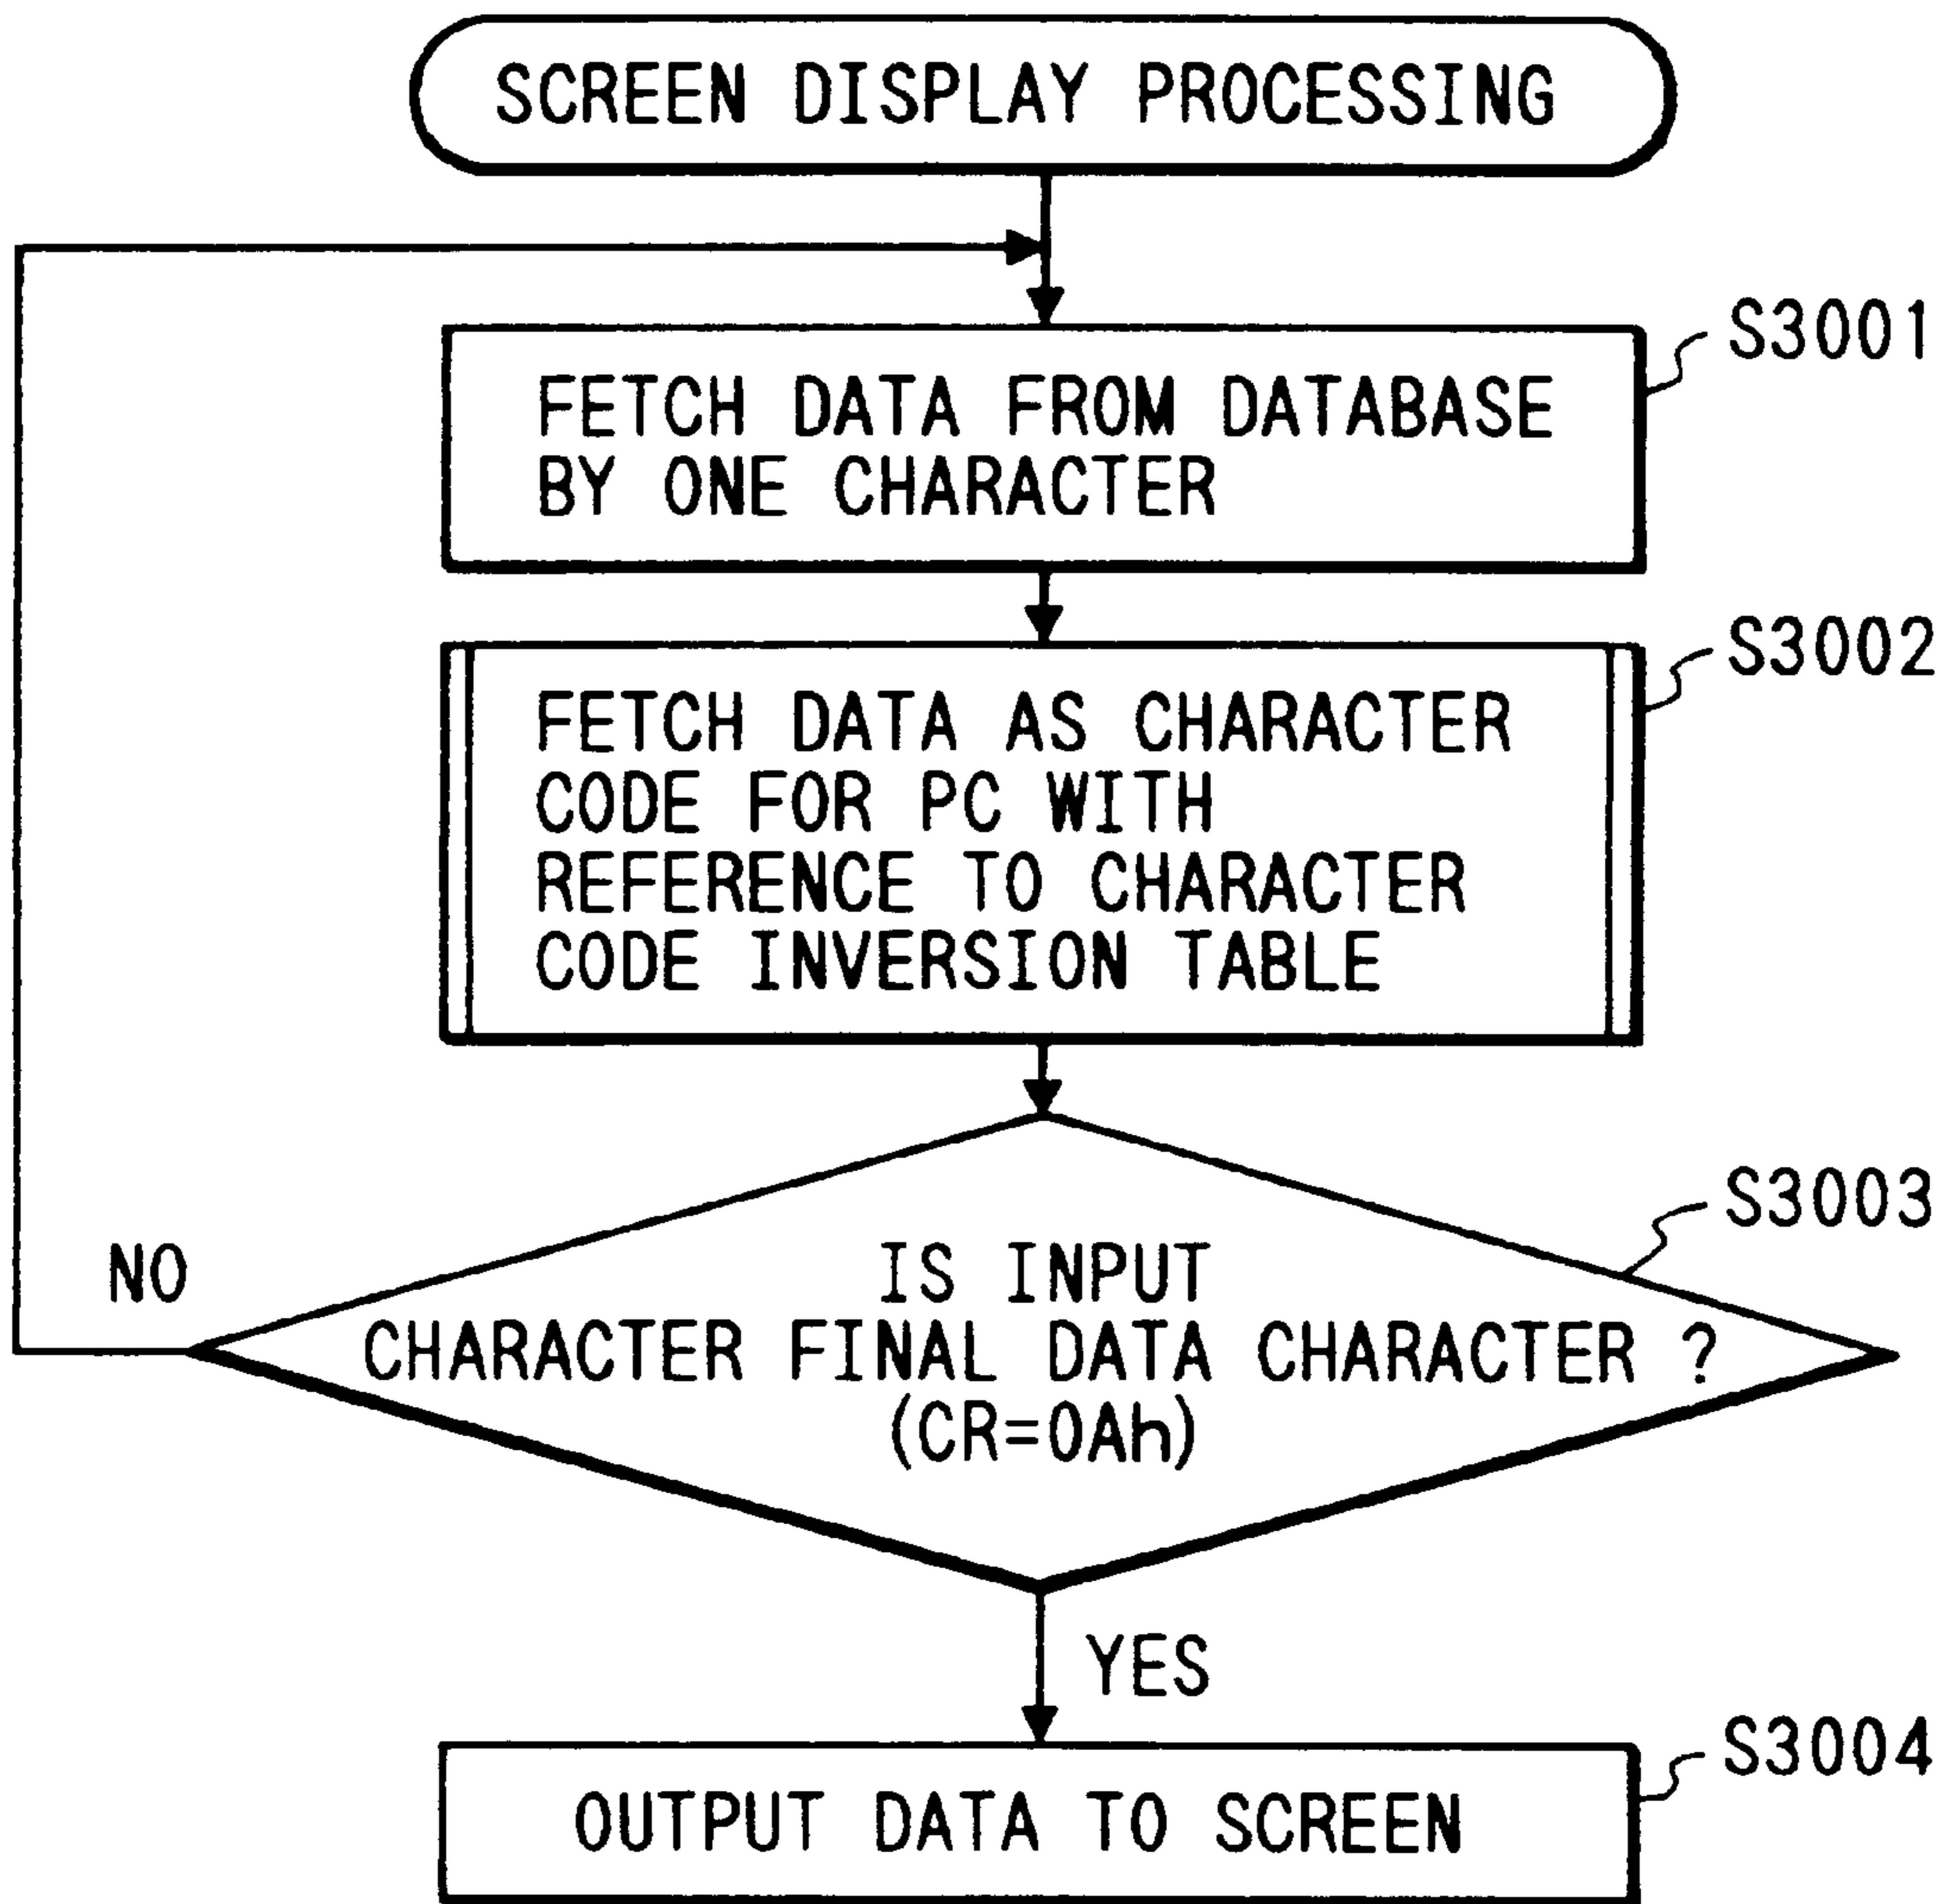 SCREEN DISPLAY PROCESSING
S3001
FETCH DATA FROM DATABASE
BY ONE CHARACTER
S3002
FETCH DATA AS CHARACTER
CODE FOR PC WITH
REFERENCE TO CHARACTER
CODE INVERSION TABLE
S3003
NO
IS INPUT
CHARACTER FINAL DATA CHARACTER ?
(CR=0Ah)
YES
S3004
OUTPUT DATA TO SCREEN